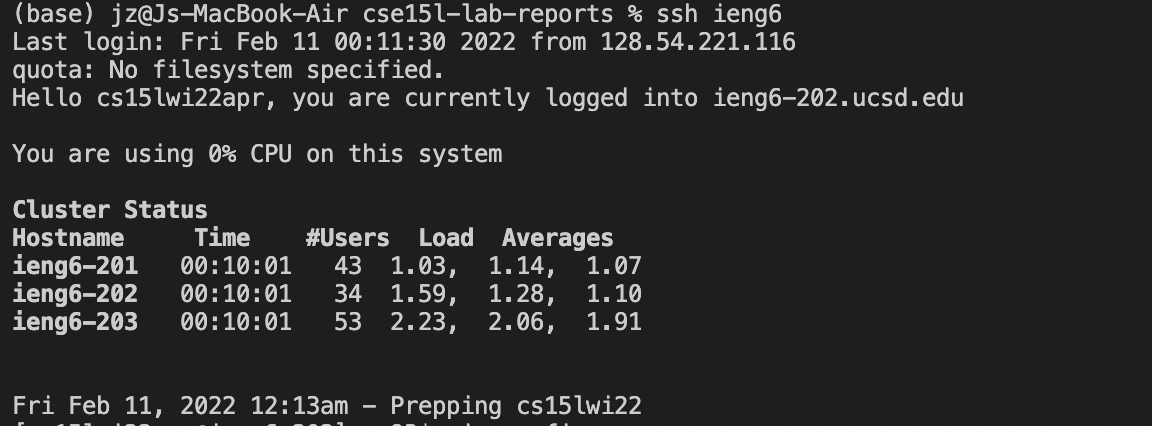 (base) jz@Js-MacBook-Air cse15l-lab-reports % ssh ieng6
Last login: Fri Feb 11 00:11:30 2022 from 128.54.221.116
quota: No filesystem specified.
Hello cs15lwi22apr, you are currently logged into ieng6-202.ucsd.edu
You are using 0% CPU on this system
Cluster Status
Hostname     Time    #Users  Load  Averages
ieng6-201   00:10:01   43  1.03,  1.14,  1.07
ieng6-202   00:10:01   34  1.59,  1.28,  1.10
ieng6-203   00:10:01   53  2.23,  2.06,  1.91
Fri Feb 11, 2022 12:13am - Prepping cs15lwi22